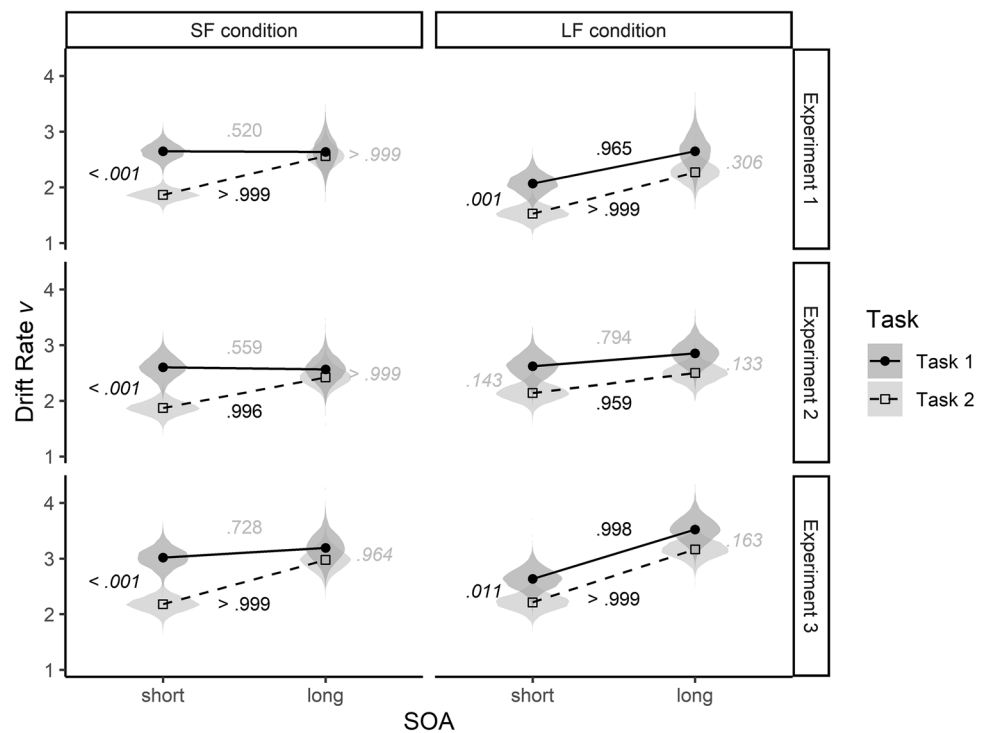 SF condition
LF condition
4
3
2
1
.520
< .001
> .999
> .999
.965
.001
> .999
.306
Experiment 1
4
3
2
1
.559
< .001
.996
> .999
.794
.143
.959
.133
Experiment 2
4
3
2
1
.728
< .001
> .999
.964
.998
.011
> .999
.163
Experiment 3
Drift Rate v
short
long
short
long
SOA
Task
Task 1
Task 2